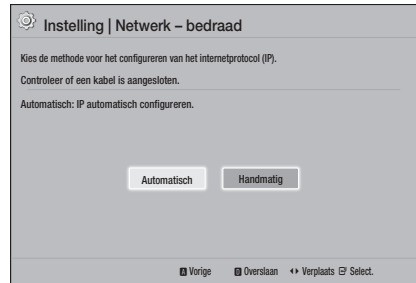 Instelling | Netwerk – bedraad
Kies de methode voor het configureren van het internetprotocol (IP).
Controleer of een kabel is aangesloten.
Automatisch: IP automatisch configureren.
Automatisch Handmatig
A Vorige D Overslaan Verplaats Select.